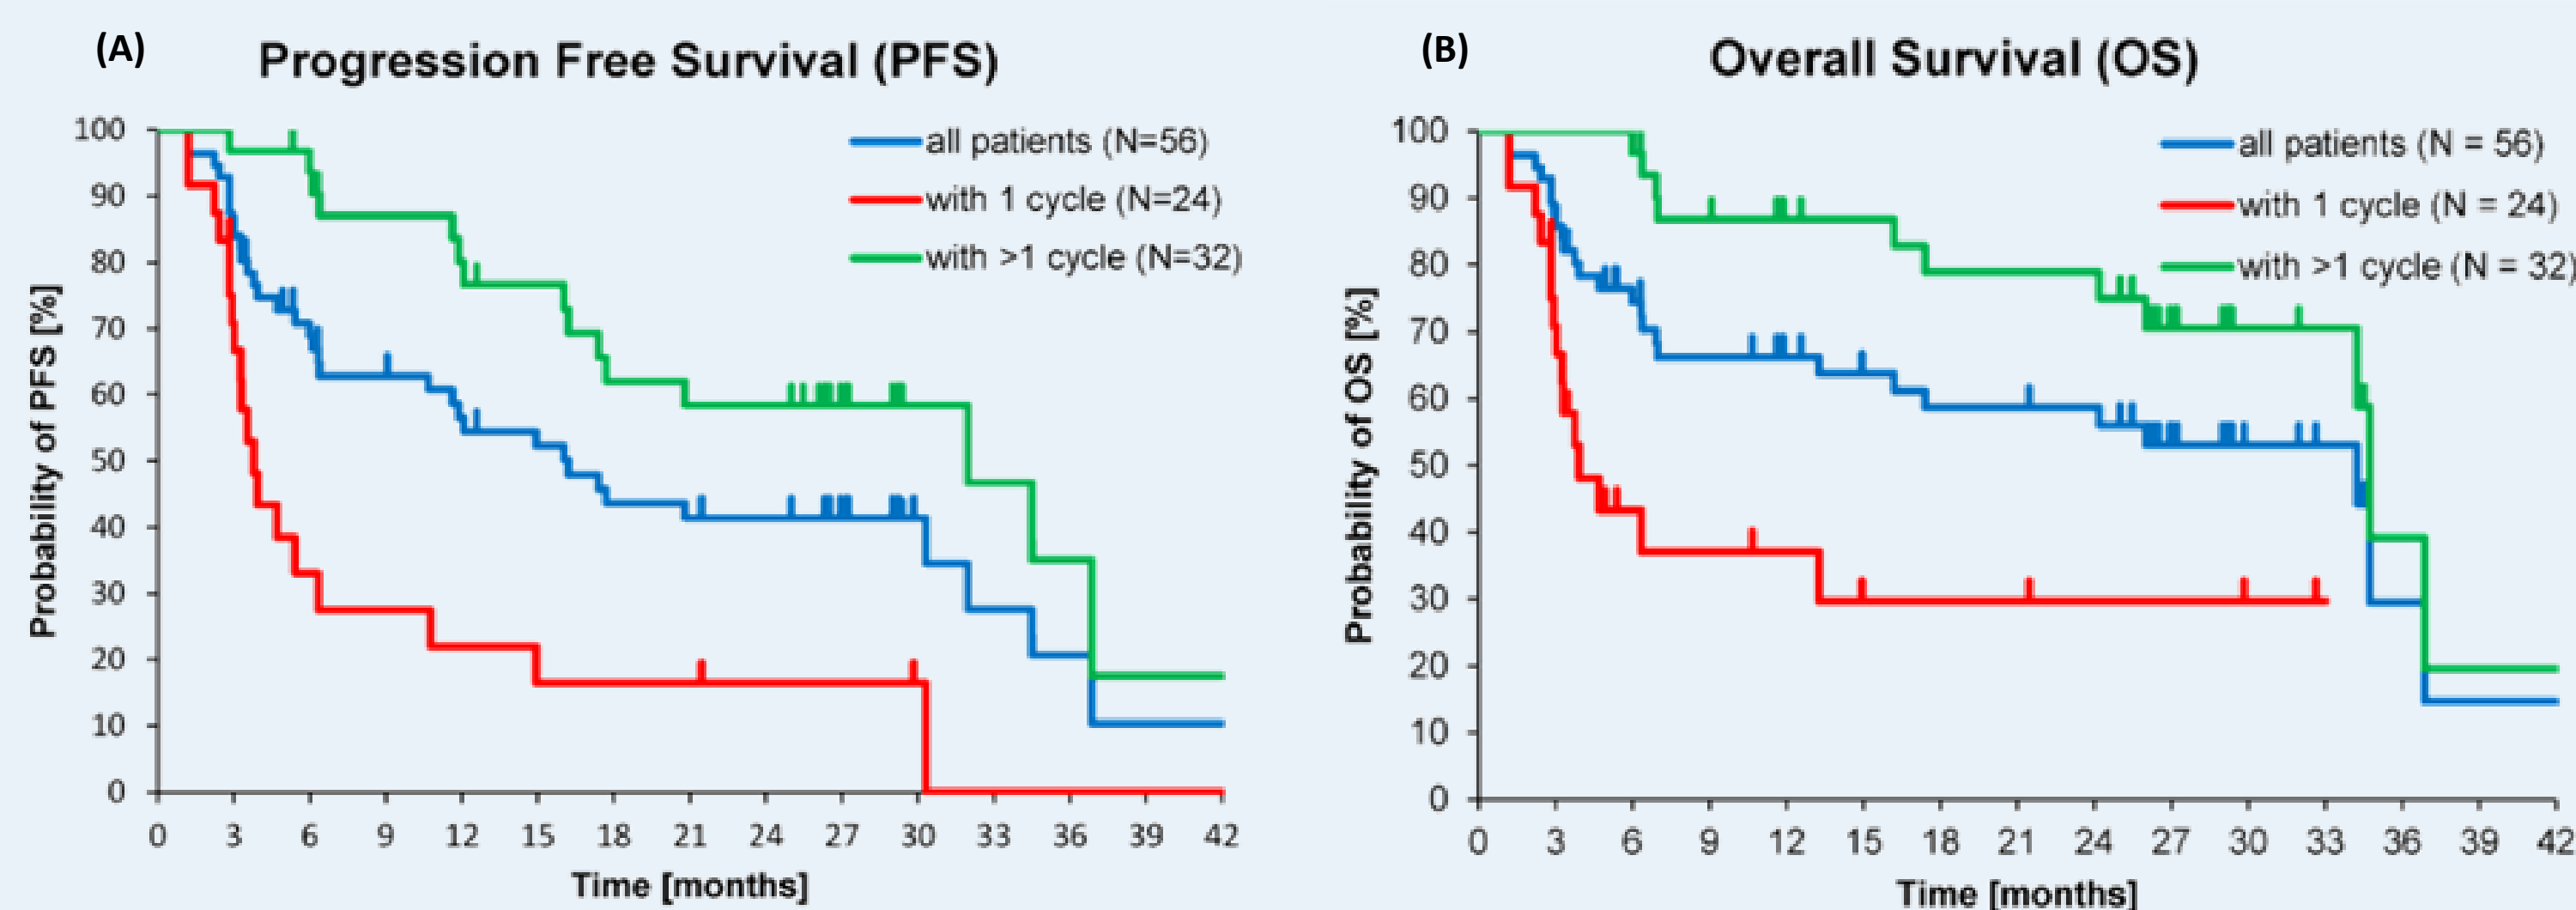 (A)
Progression Free Survival (PFS)
all patients (N=56)
with 1 cycle (N=24)
with >1 cycle (N=32)
Probability of PFS [%]
100
90
80
70
60
50
40
30
20
10
0
0 3 6 9 12 15 18 21 24 27 30 33 36 39 42
Time [months]
(B)
Overall Survival (OS)
all patients (N = 56)
with 1 cycle (N = 24)
with >1 cycle (N = 32)
Probability of OS [%]
100
90
80
70
60
50
40
30
20
10
0
0 3 6 9 12 15 18 21 24 27 30 33 36 39 42
Time [months]